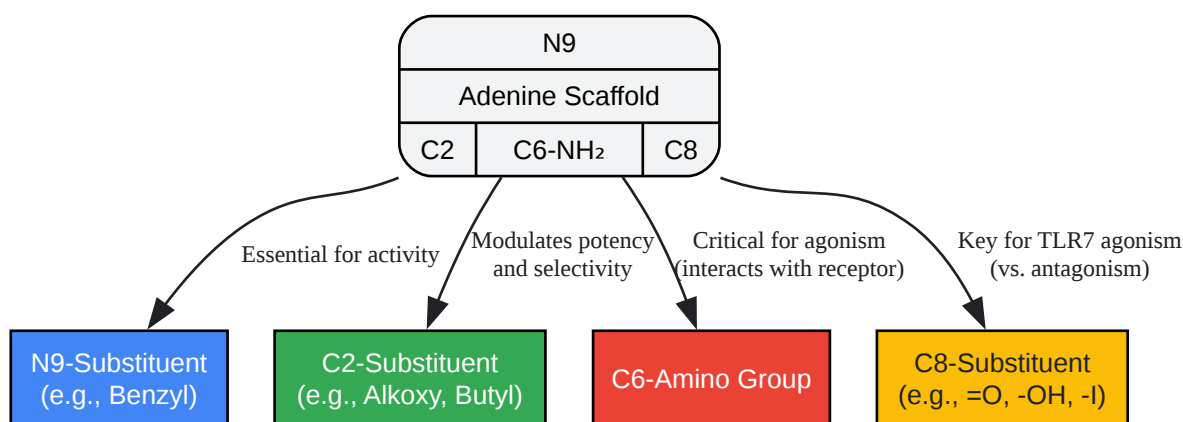 N9
Adenine Scaffold
C2
C6-NH₂
C8
Essential for activity
Modulates potency
and selectivity
Critical for agonism
(interacts with receptor)
Key for TLR7 agonism
(vs. antagonism)
N9-Substituent
(e.g., Benzyl)
C2-Substituent
(e.g., Alkoxy, Butyl)
C6-Amino Group
C8-Substituent
(e.g., =O, -OH, -I)